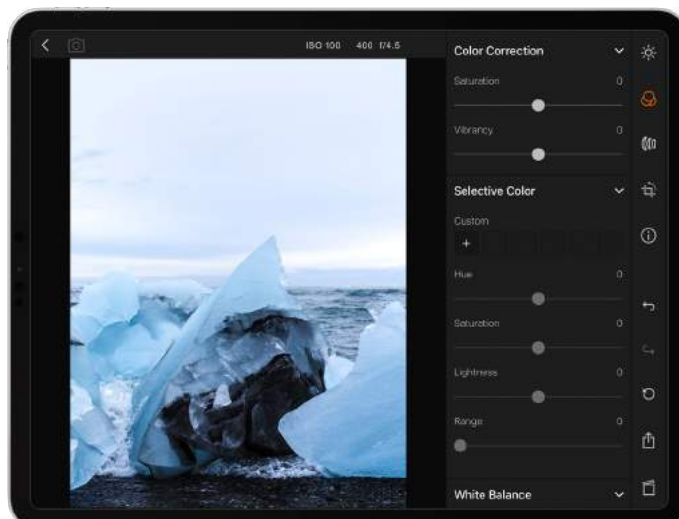 ISO 100 400 f/4.5
Color Correction
Saturation 0
Vibrancy 0
Selective Color
Custom
+
Hue 0
Saturation 0
Lightness 0
Range 0
White Balance